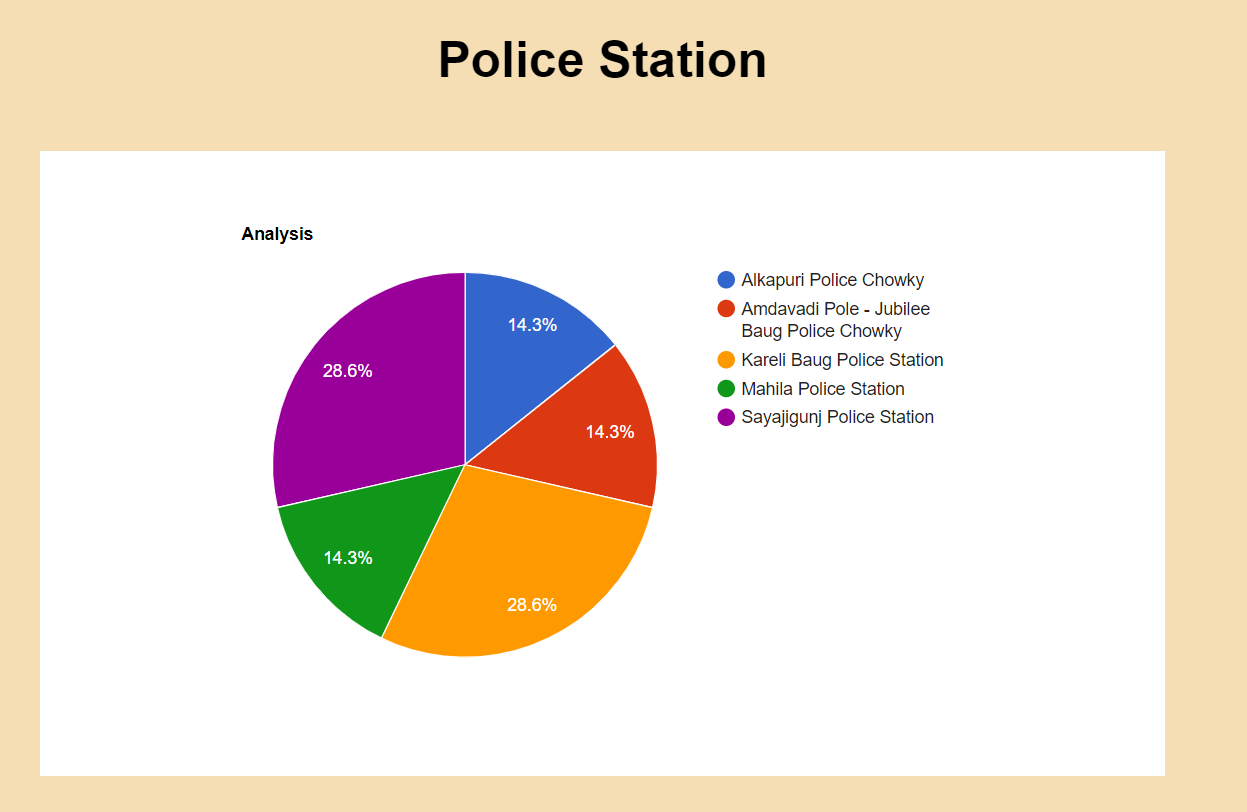 Police Station
Analysis
14.3%
14.3%
28.6%
14.3%
28.6%
Alkapuri Police Chowky
Amdavadi Pole - Jubilee
Baug Police Chowky
Kareli Baug Police Station
Mahila Police Station
Sayajigunj Police Station